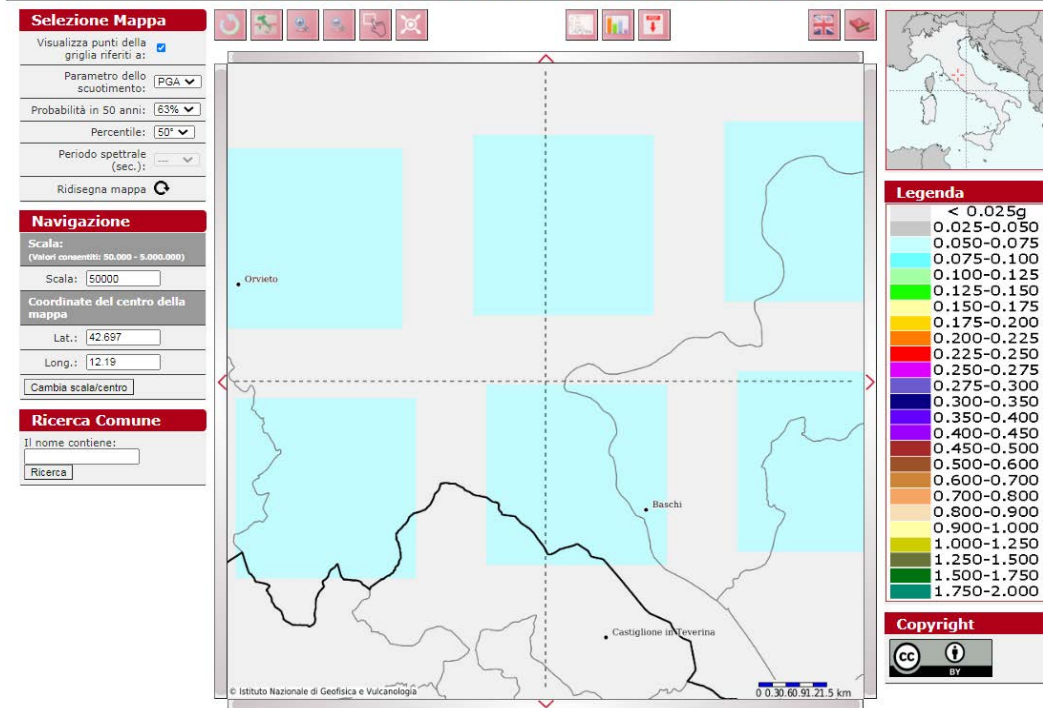 Selezione Mappa
Visualizza punti della
griglia riferiti a:
Parametro dello
scuotimento: PGA
Probabilità in 50 anni: 63%
Percentile: 50°
Periodo spettrale
(sec.): ---
Ridisegna mappa
Navigazione
Scala:
(Valori consentiti: 50.000 - 5.000.000)
Scala: 50000
Coordinate del centro della
mappa
Lat.: 42.697
Long.: 12.19
Cambia scala/centro
Ricerca Comune
Il nome contiene:
Ricerca
Orvieto
Baschi
Castiglione in Teverina
© Istituto Nazionale di Geofisica e Vulcanologia
0 0.30.60.91.21.5 km
Legenda
< 0.025g
0.025-0.050
0.050-0.075
0.075-0.100
0.100-0.125
0.125-0.150
0.150-0.175
0.175-0.200
0.200-0.225
0.225-0.250
0.250-0.275
0.275-0.300
0.300-0.350
0.350-0.400
0.400-0.450
0.450-0.500
0.500-0.600
0.600-0.700
0.700-0.800
0.800-0.900
0.900-1.000
1.000-1.250
1.250-1.500
1.500-1.750
1.750-2.000
Copyright
cc
BY